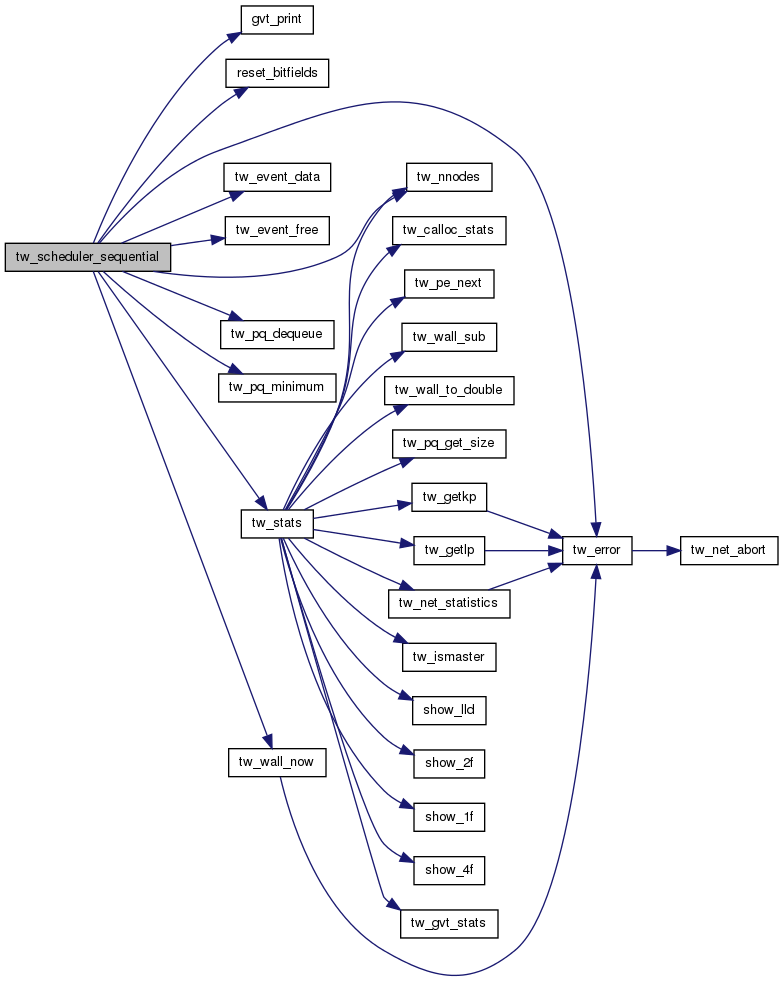 gvt_print
reset_bitfields
tw_event_data
tw_nnodes
tw_event_free
tw_calloc_stats
tw_scheduler_sequential
tw_pe_next
tw_pq_dequeue
tw_wall_sub
tw_pq_minimum
tw_wall_to_double
tw_pq_get_size
tw_getkp
tw_stats
tw_getlp
tw_error
tw_net_abort
tw_net_statistics
tw_ismaster
show_lld
tw_wall_now
show_2f
show_1f
show_4f
tw_gvt_stats